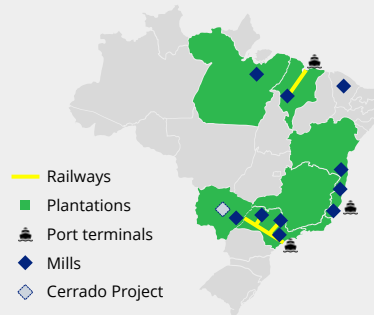 Railways
Plantations
Port terminals
Mills
Cerrado Project